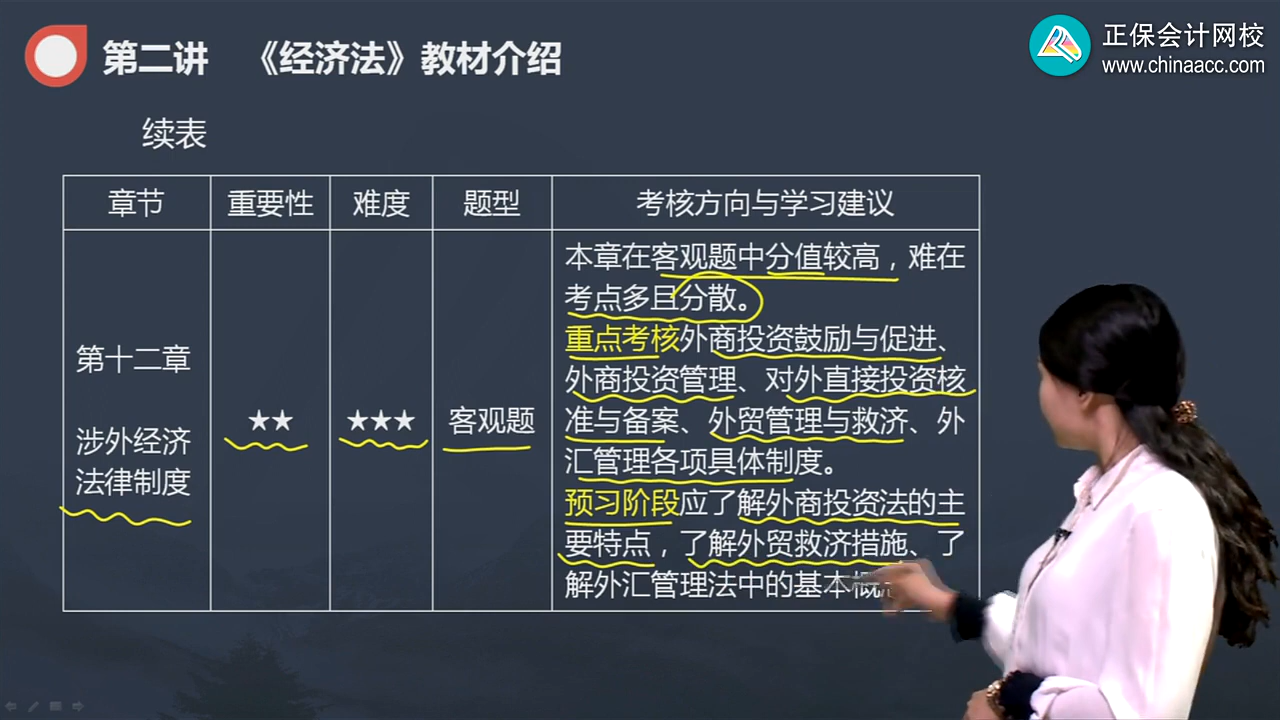 第二讲 《经济法》教材介绍
正保会计网校
www.chinaacc.com
续表
章节 重要性 难度 题型 考核方向与学习建议
第十二章
涉外经济
法律制度
★★
★★★
客观题
本章在客观题中分值较高，难在
考点多且分散。
重点考核外商投资鼓励与促进、
外商投资管理、对外直接投资核
准与备案、外贸管理与救济、外
汇管理各项具体制度。
预习阶段应了解外商投资法的主
要特点，了解外贸救济措施、了
解外汇管理法中的基本概